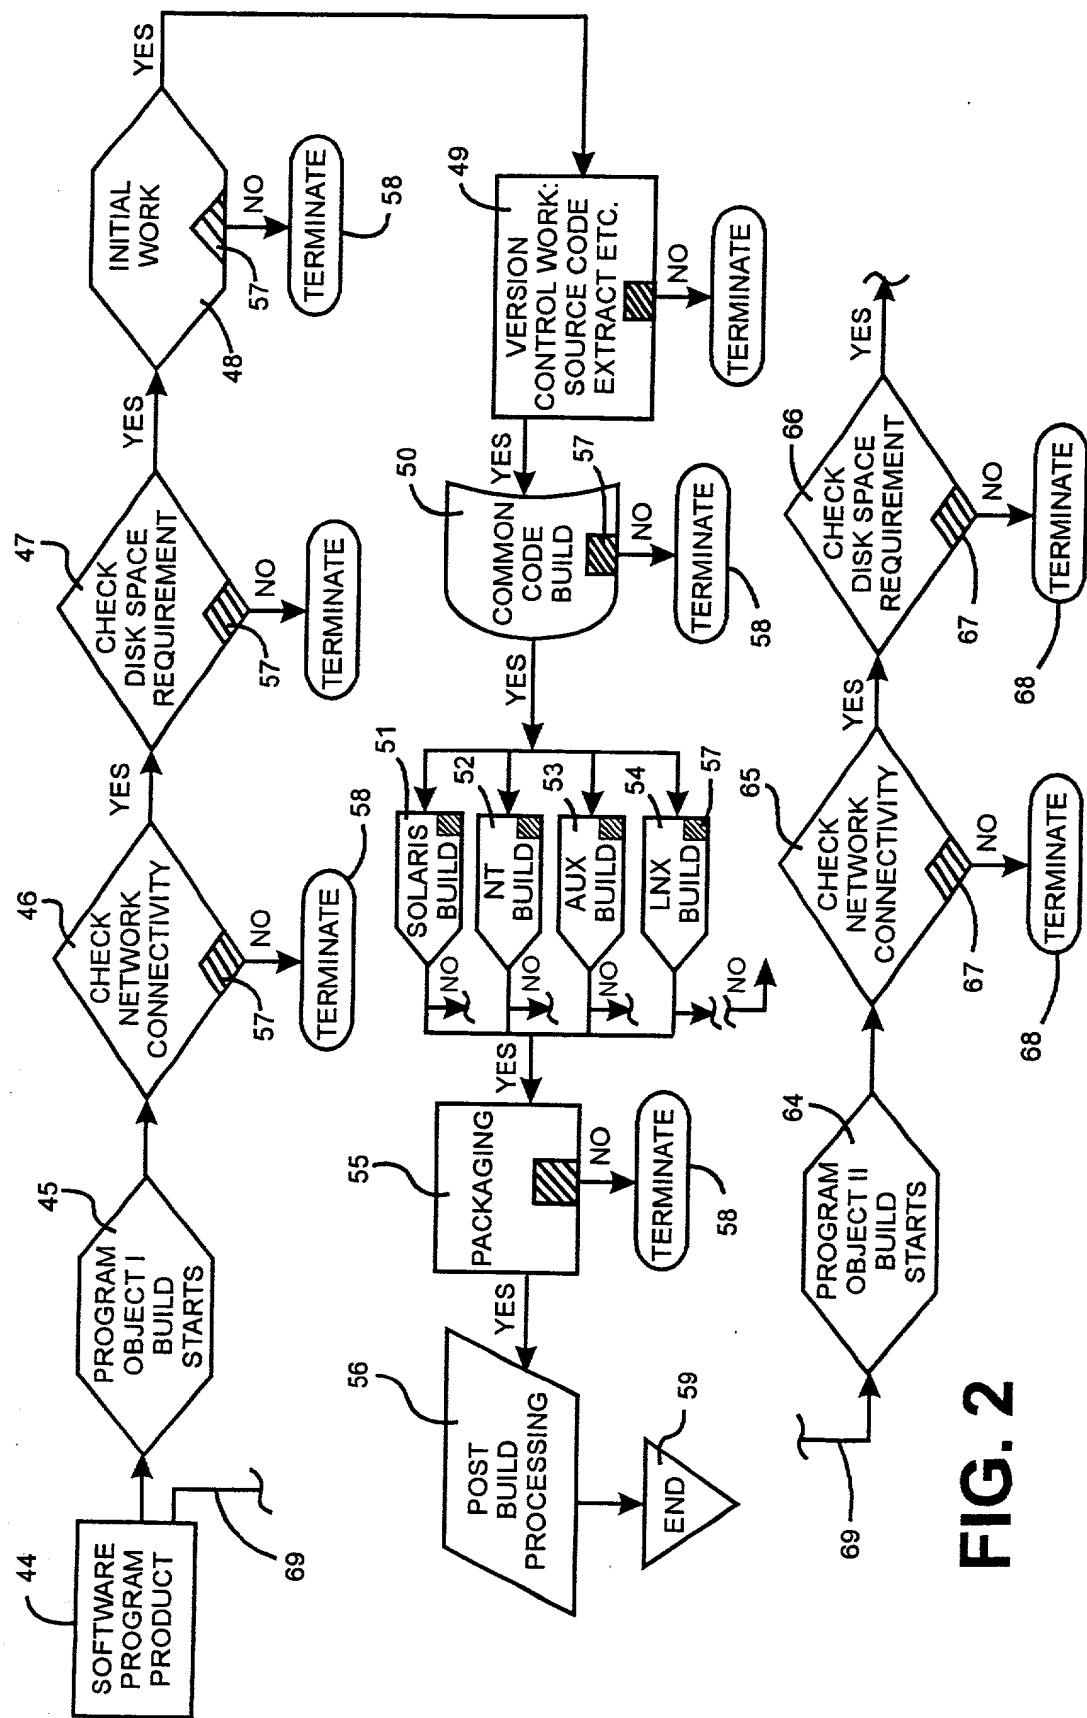 44
SOFTWARE
PROGRAM
PRODUCT
69
45
PROGRAM
OBJECT I
BUILD
STARTS
46
CHECK
NETWORK
CONNECTIVITY
57
NO
TERMINATE
58
YES
47
CHECK
DISK SPACE
REQUIREMENT
57
NO
TERMINATE
YES
INITIAL
WORK
48
57
NO
TERMINATE
58
YES
49
VERSION
CONTROL WORK:
SOURCE CODE
EXTRACT ETC.
NO
TERMINATE
YES
50
COMMON
CODE
BUILD
57
NO
TERMINATE
58
YES
51
SOLARIS
BUILD
NO
52
NT
BUILD
NO
53
AUX
BUILD
NO
54
LNX
BUILD
57
NO
YES
55
PACKAGING
NO
TERMINATE
58
YES
56
POST
BUILD
PROCESSING
59
END
69
64
PROGRAM
OBJECT II
BUILD
STARTS
65
CHECK
NETWORK
CONNECTIVITY
67
NO
TERMINATE
68
YES
66
CHECK
DISK SPACE
REQUIREMENT
67
NO
TERMINATE
68
YES
FIG. 2